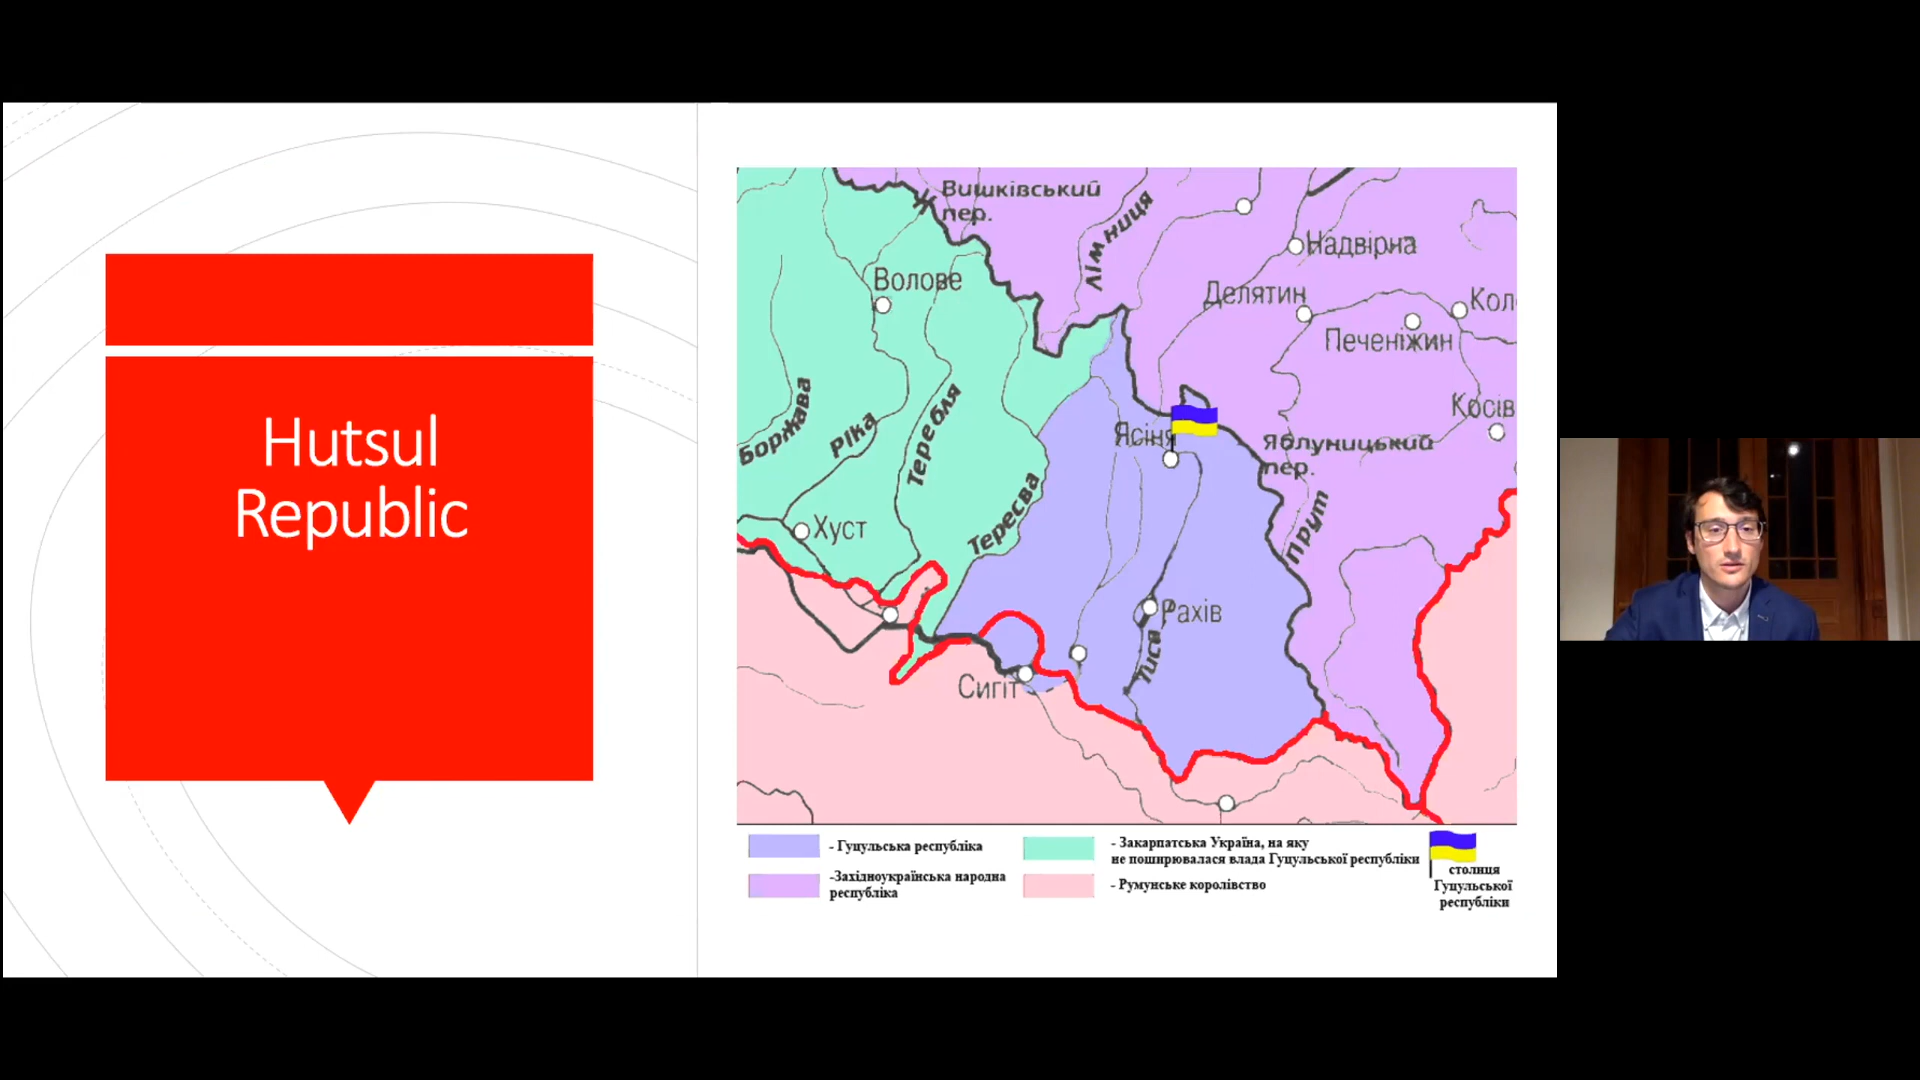 Hutsul
Republic
Вишківський
пер.
Лімниця
Надвірна
Волове
Делятин
Кол
Печеніжин
Косів
Боржава
Ріка
Теребля
Ясіня
Яблуницький
пер.
Тересва
Прут
Хуст
Рахів
Тиса
Сигіт
- Гуцульська республіка
-Західноукраїнська народна
республіка
- Закарпатська Україна, на яку
не поширювалася влада Гуцульської республіки
- Румунське королівство
столиця
Гуцульської
республіки